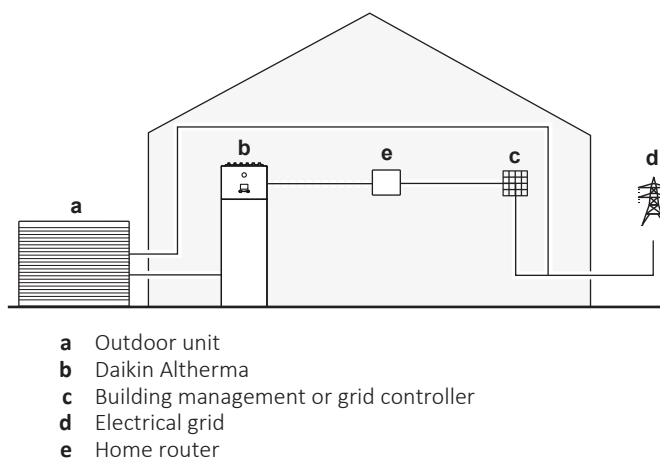 b
e
c
d
a
a Outdoor unit
b Daikin Altherma
c Building management or grid controller
d Electrical grid
e Home router